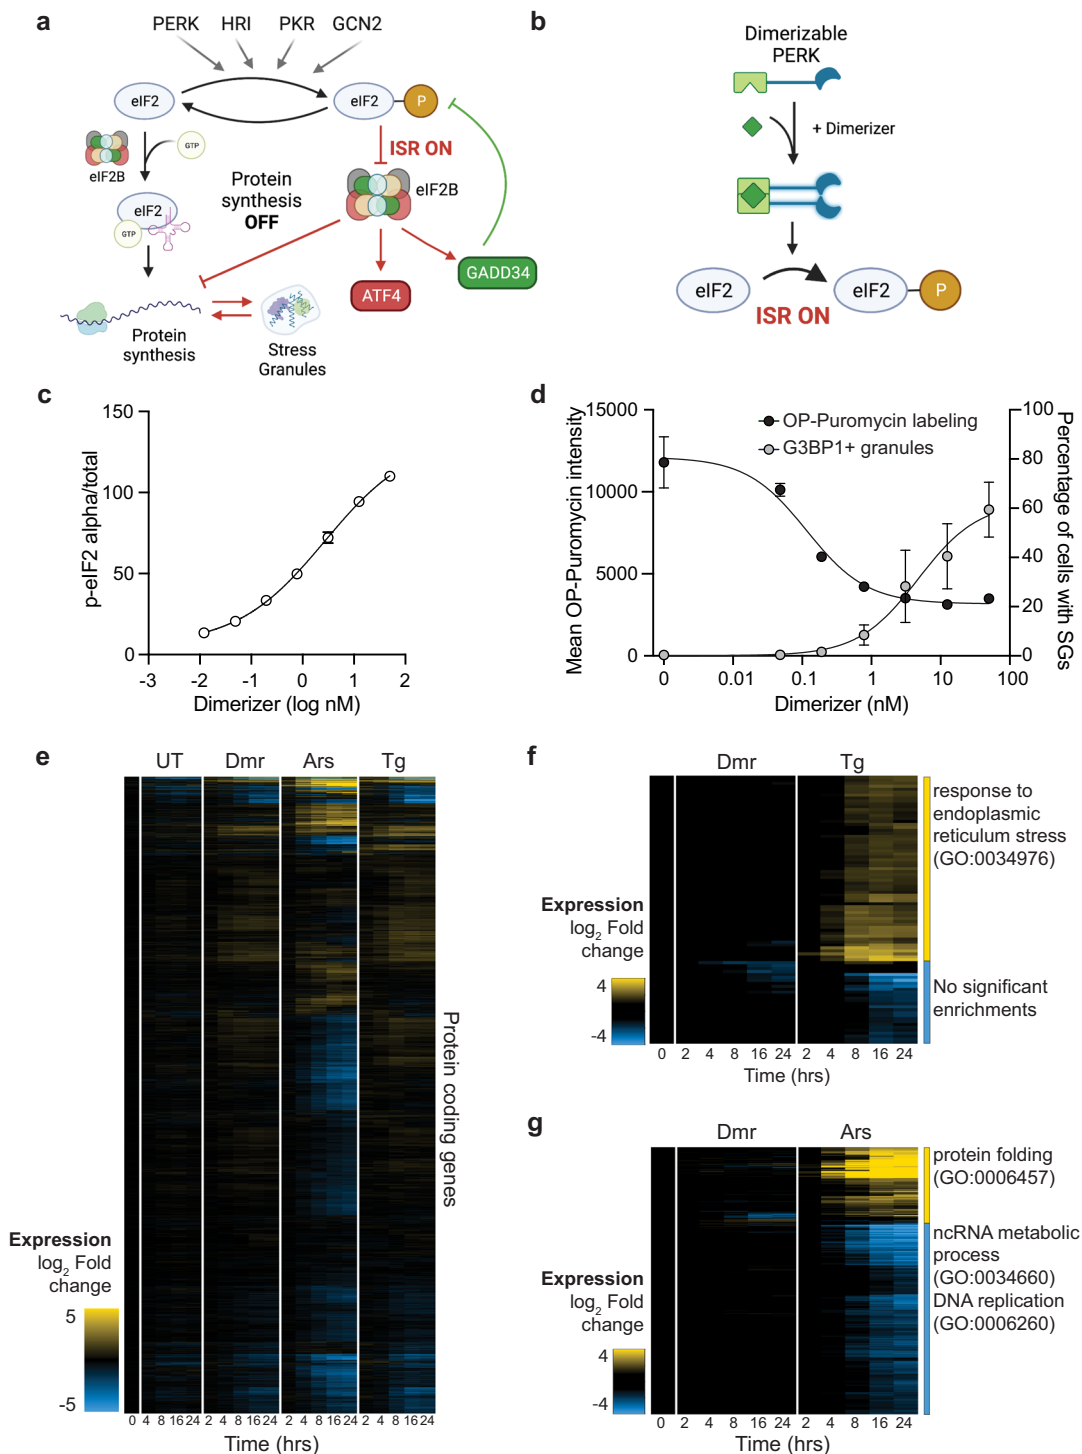 a
PERK HRI PKR GCN2
eIF2
eIF2
P
GTP
eIF2B
ISR ON
eIF2B
Protein
synthesis
OFF
eIF2
GTP
GADD34
ATF4
Protein
synthesis
Stress
Granules
b
Dimerizable
PERK
+ Dimerizer
eIF2
eIF2
P
ISR ON
c
p-eIF2 alpha/total
150
100
50
0
-3 -2 -1 0 1 2
Dimerizer (log nM)
d
Mean OP-Puromycin intensity
15000
10000
5000
0
OP-Puromycin labeling
G3BP1+ granules
100
80
60
40
20
0
Percentage of cells with SGs
0 0.01 0.1 1 10 100
Dimerizer (nM)
e
UT Dmr Ars Tg
Protein coding genes
Expression
log2 Fold
change
5
-5
0 4 8 16 24 2 4 8 16 24 2 4 8 16 24 2 4 8 16 24
Time (hrs)
f
Dmr Tg
response to
endoplasmic
reticulum stress
(GO:0034976)
No significant
enrichments
Expression
log2 Fold
change
4
-4
0 2 4 8 16 24 2 4 8 16 24
Time (hrs)
g
Dmr Ars
protein folding
(GO:0006457)
ncRNA metabolic
process
(GO:0034660)
DNA replication
(GO:0006260)
Expression
log2 Fold
change
4
-4
0 2 4 8 16 24 2 4 8 16 24
Time (hrs)